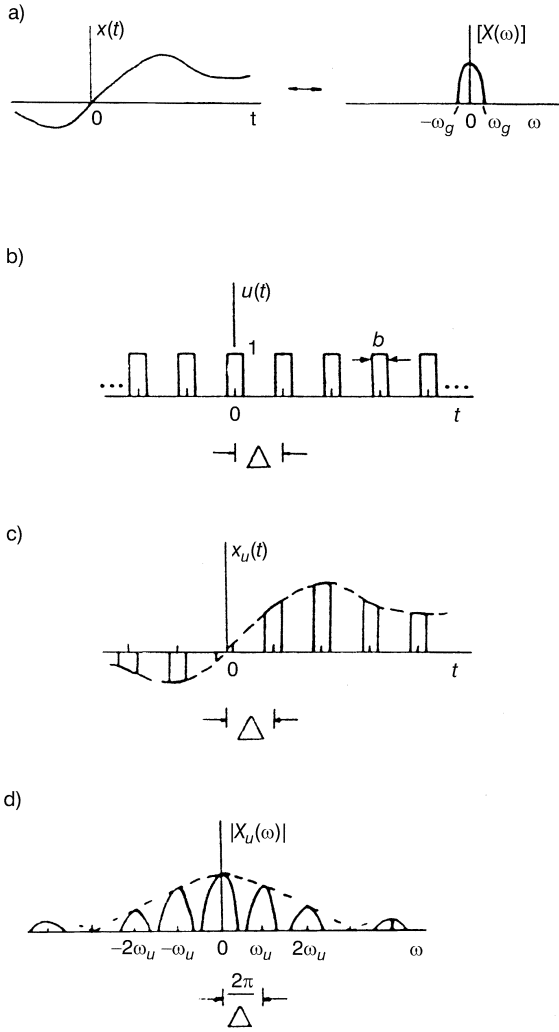 a)
x(t)
[X(ω)]
0 t
−ω_g 0 ω_g ω
b)
u(t)
1
b
... ...
0 t
Δ
c)
x_u(t)
0 t
Δ
d)
|X_u(ω)|
−2ω_u −ω_u 0 ω_u 2ω_u ω
2π
Δ